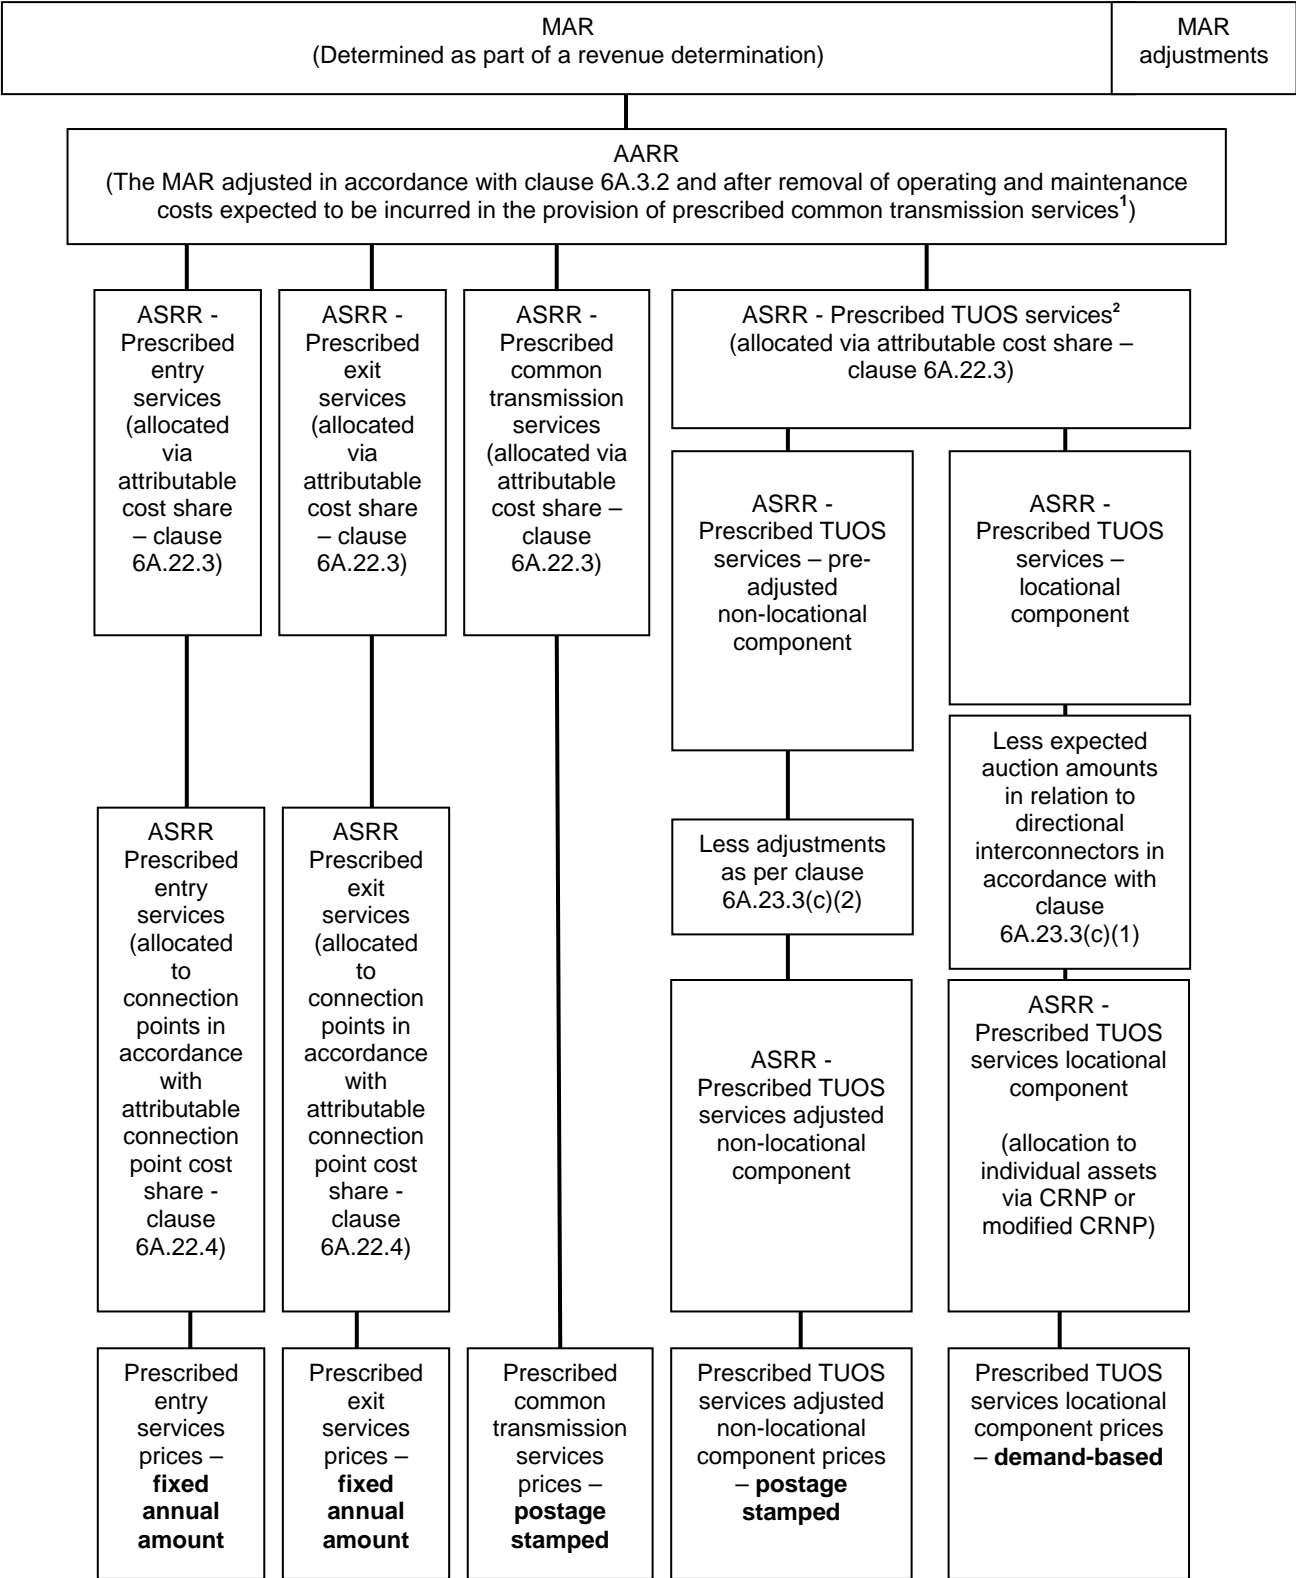 MAR
(Determined as part of a revenue determination)
MAR
adjustments
AARR
(The MAR adjusted in accordance with clause 6A.3.2 and after removal of operating and maintenance
costs expected to be incurred in the provision of prescribed common transmission services¹)
ASRR -
Prescribed
entry
services
(allocated
via
attributable
cost share
– clause
6A.22.3)
ASRR -
Prescribed
exit
services
(allocated
via
attributable
cost share
– clause
6A.22.3)
ASRR -
Prescribed
common
transmission
services
(allocated via
attributable
cost share –
clause
6A.22.3)
ASRR - Prescribed TUOS services²
(allocated via attributable cost share –
clause 6A.22.3)
ASRR -
Prescribed TUOS
services – pre-
adjusted
non-locational
component
ASRR -
Prescribed TUOS
services –
locational
component
Less expected
auction amounts
in relation to
directional
interconnectors in
accordance with
clause
6A.23.3(c)(1)
Less adjustments
as per clause
6A.23.3(c)(2)
ASRR
Prescribed
entry
services
(allocated
to
connection
points in
accordance
with
attributable
connection
point cost
share -
clause
6A.22.4)
ASRR
Prescribed
exit
services
(allocated
to
connection
points in
accordance
with
attributable
connection
point cost
share -
clause
6A.22.4)
ASRR -
Prescribed TUOS
services adjusted
non-locational
component
ASRR -
Prescribed TUOS
services locational
component
(allocation to
individual assets
via CRNP or
modified CRNP)
Prescribed
entry
services
prices –
fixed
annual
amount
Prescribed
exit
services
prices –
fixed
annual
amount
Prescribed
common
transmission
services
prices –
postage
stamped
Prescribed TUOS
services adjusted
non-locational
component prices
– postage
stamped
Prescribed TUOS
services locational
component prices
– demand-based